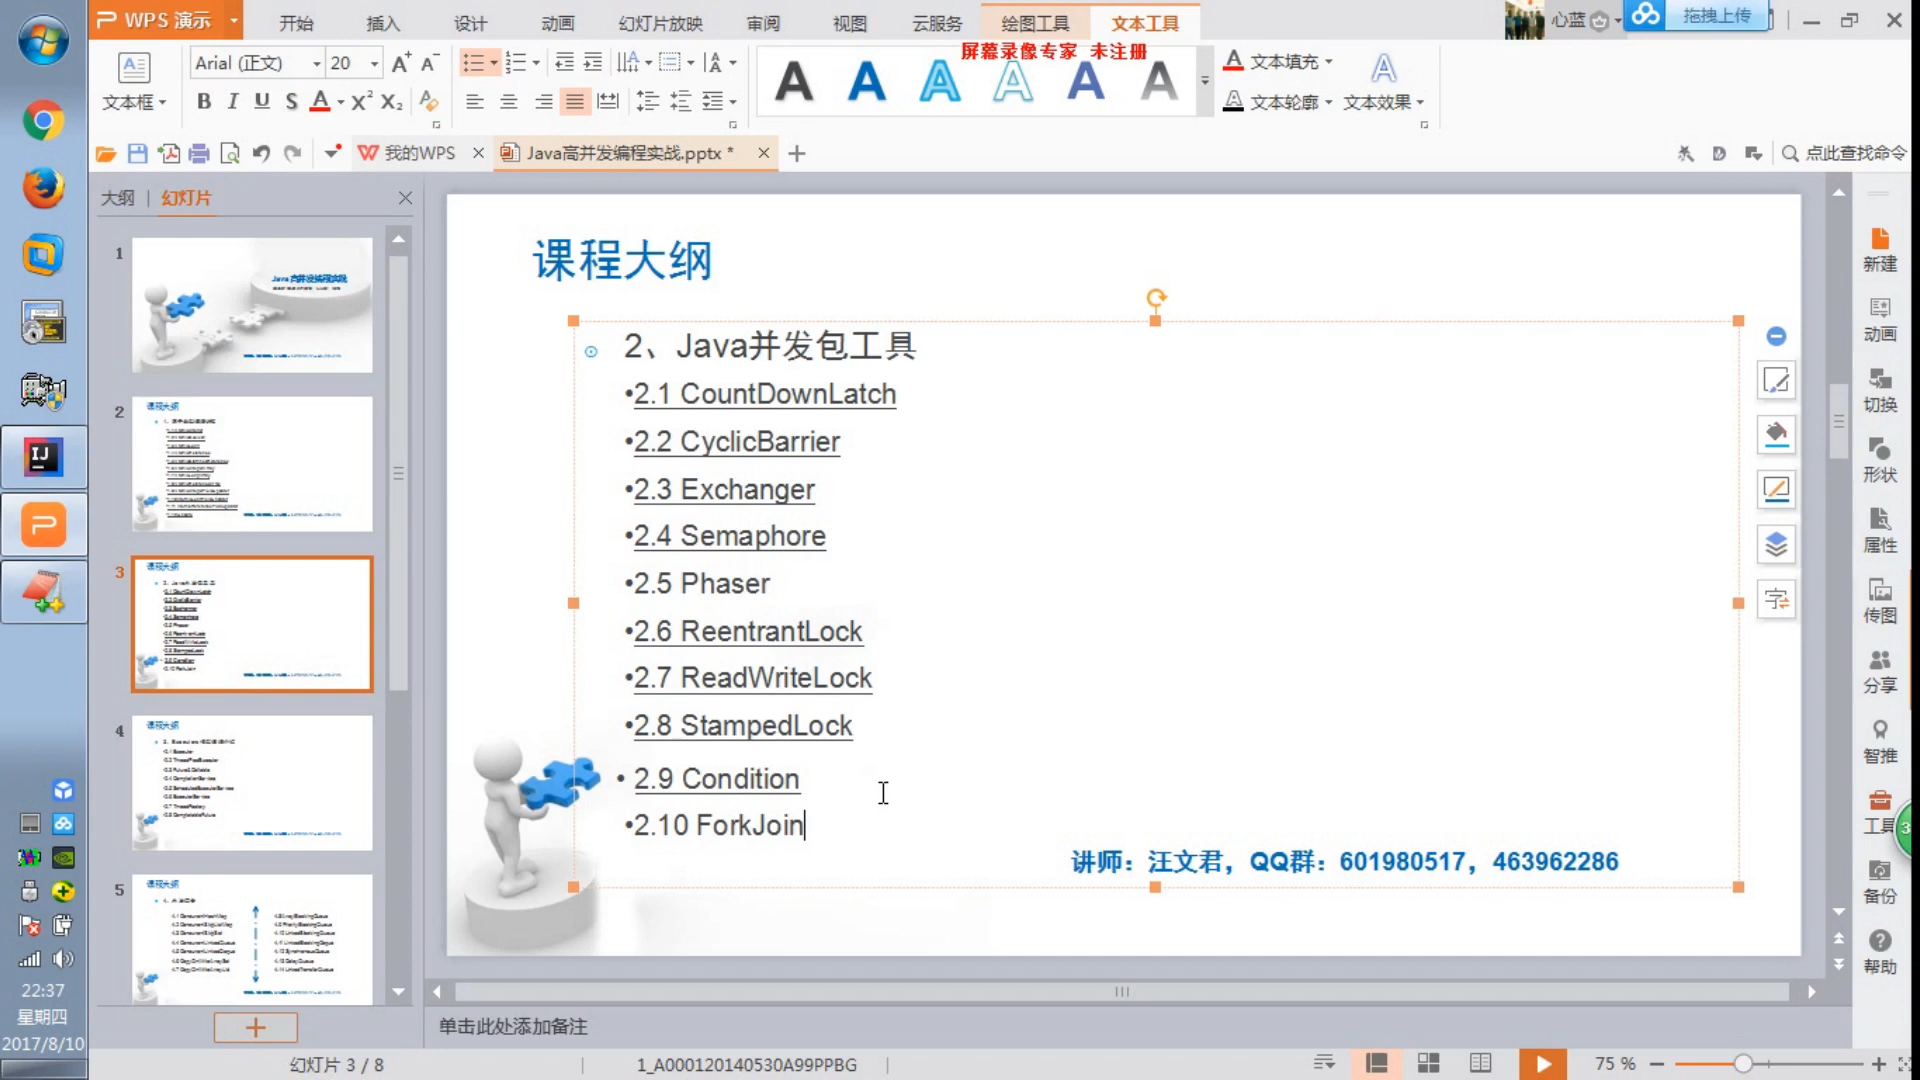 WPS 演示
开始
插入
设计
动画
幻灯片放映
审阅
视图
云服务
绘图工具
文本工具
心蓝
拖拽上传
屏幕录像专家 未注册
文本框
Arial (正文)
20
文本填充
文本轮廓
文本效果
我的WPS
Java高并发编程实战.pptx *
点此查找命令
大纲
幻灯片
1
2
3
4
5
课程大纲
2、Java并发包工具
•2.1 CountDownLatch
•2.2 CyclicBarrier
•2.3 Exchanger
•2.4 Semaphore
•2.5 Phaser
•2.6 ReentrantLock
•2.7 ReadWriteLock
•2.8 StampedLock
• 2.9 Condition
•2.10 ForkJoin
讲师：汪文君，QQ群：601980517，463962286
新建
动画
切换
形状
属性
传图
分享
智推
工具
备份
帮助
单击此处添加备注
22:37
星期四
2017/8/10
幻灯片 3 / 8
1_A000120140530A99PPBG
75 %